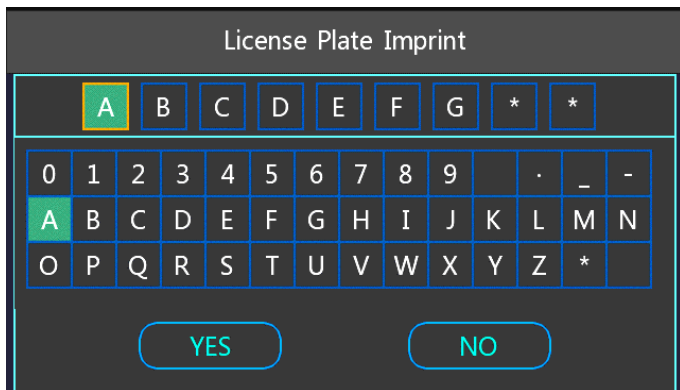 License Plate Imprint
A B C D E F G * *
0 1 2 3 4 5 6 7 8 9 . _ -
A B C D E F G H I J K L M N
O P Q R S T U V W X Y Z *
YES NO